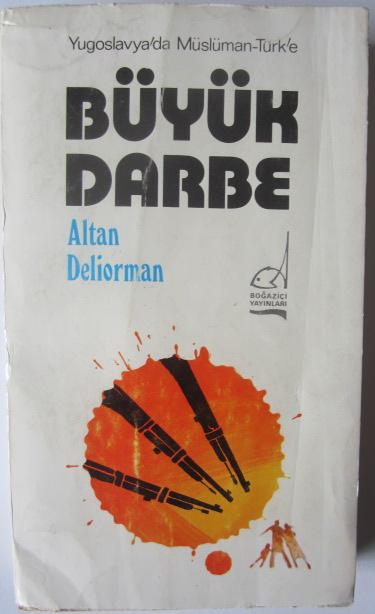 Yugoslavya'da Müslüman-Türk'e
BÜYÜK
DARBE
Altan
Deliorman
BOĞAZİÇİ
YAYINLARI